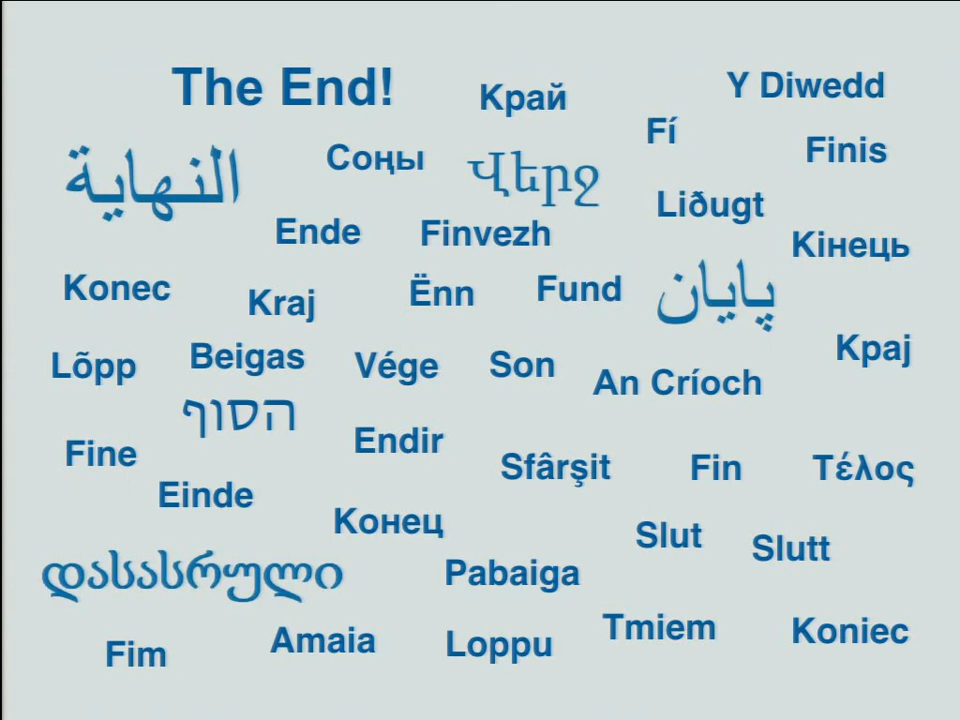 The End!
Край
Y Diwedd
Fí
Finis
النهاية
Соңы
Վերջ
Liðugt
Ende
Finvezh
Кінець
Konec
Kraj
Ënn
Fund
پایان
Kpaj
Lõpp
Beigas
Vége
Son
An Críoch
הסוף
Fine
Endir
Sfârşit
Fin
Τέλος
Einde
Конец
Slut
Slutt
დასასრული
Pabaiga
Fim
Amaia
Loppu
Tmiem
Koniec